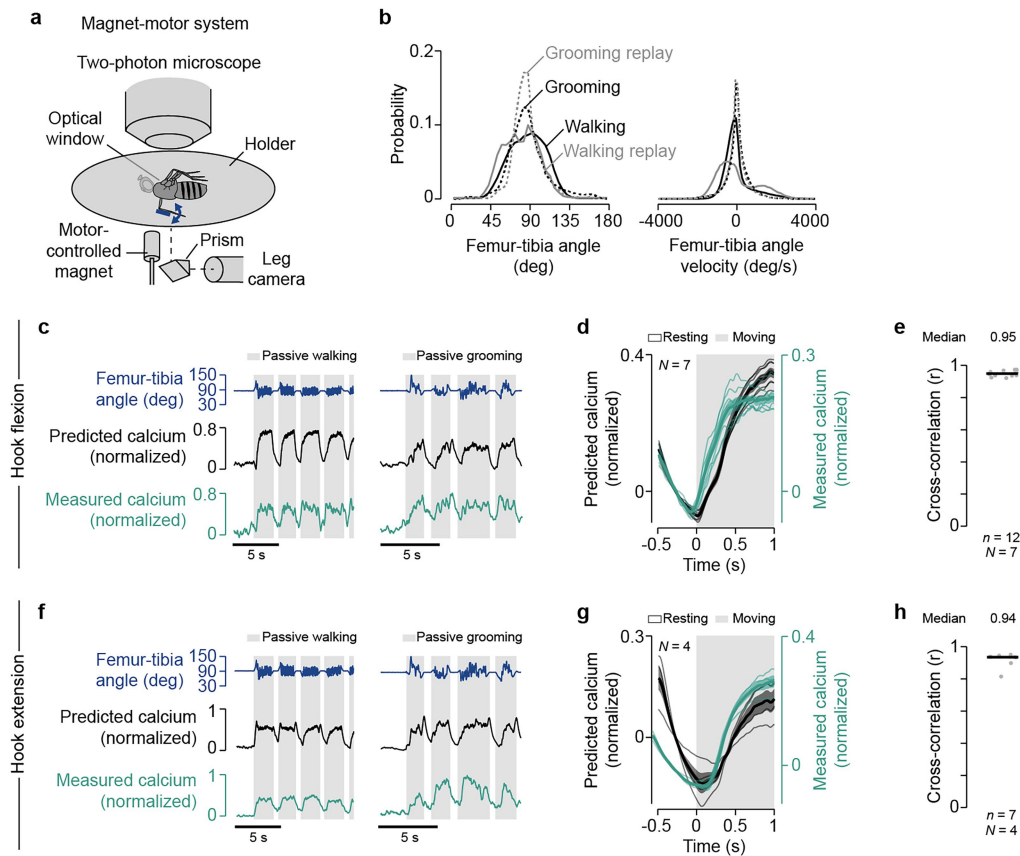 a
Magnet-motor system
Two-photon microscope
Optical
window
Holder
Motor-
controlled
magnet
Prism
Leg
camera
b
Probability
0.2
0.1
0
Grooming replay
Grooming
Walking
Walking replay
0 45 90 135 180
Femur-tibia angle
(deg)
-4000 0 4000
Femur-tibia angle
velocity (deg/s)
Hook flexion
c
Passive walking
Passive grooming
Femur-tibia
angle (deg)
150
90
30
Predicted calcium
(normalized)
0.8
0
Measured calcium
(normalized)
0.8
0
5 s
5 s
d
Resting
Moving
N = 7
Predicted calcium
(normalized)
0.4
0
Measured calcium
(normalized)
0.3
0
-0.5 0 0.5 1
Time (s)
e
Median 0.95
Cross-correlation (r)
1
0
n = 12
N = 7
Hook extension
f
Passive walking
Passive grooming
Femur-tibia
angle (deg)
150
90
30
Predicted calcium
(normalized)
1
0
Measured calcium
(normalized)
1
0
5 s
5 s
g
Resting
Moving
N = 4
Predicted calcium
(normalized)
0.3
0
Measured calcium
(normalized)
0.4
0
-0.5 0 0.5 1
Time (s)
h
Median 0.94
Cross-correlation (r)
1
0
n = 7
N = 4